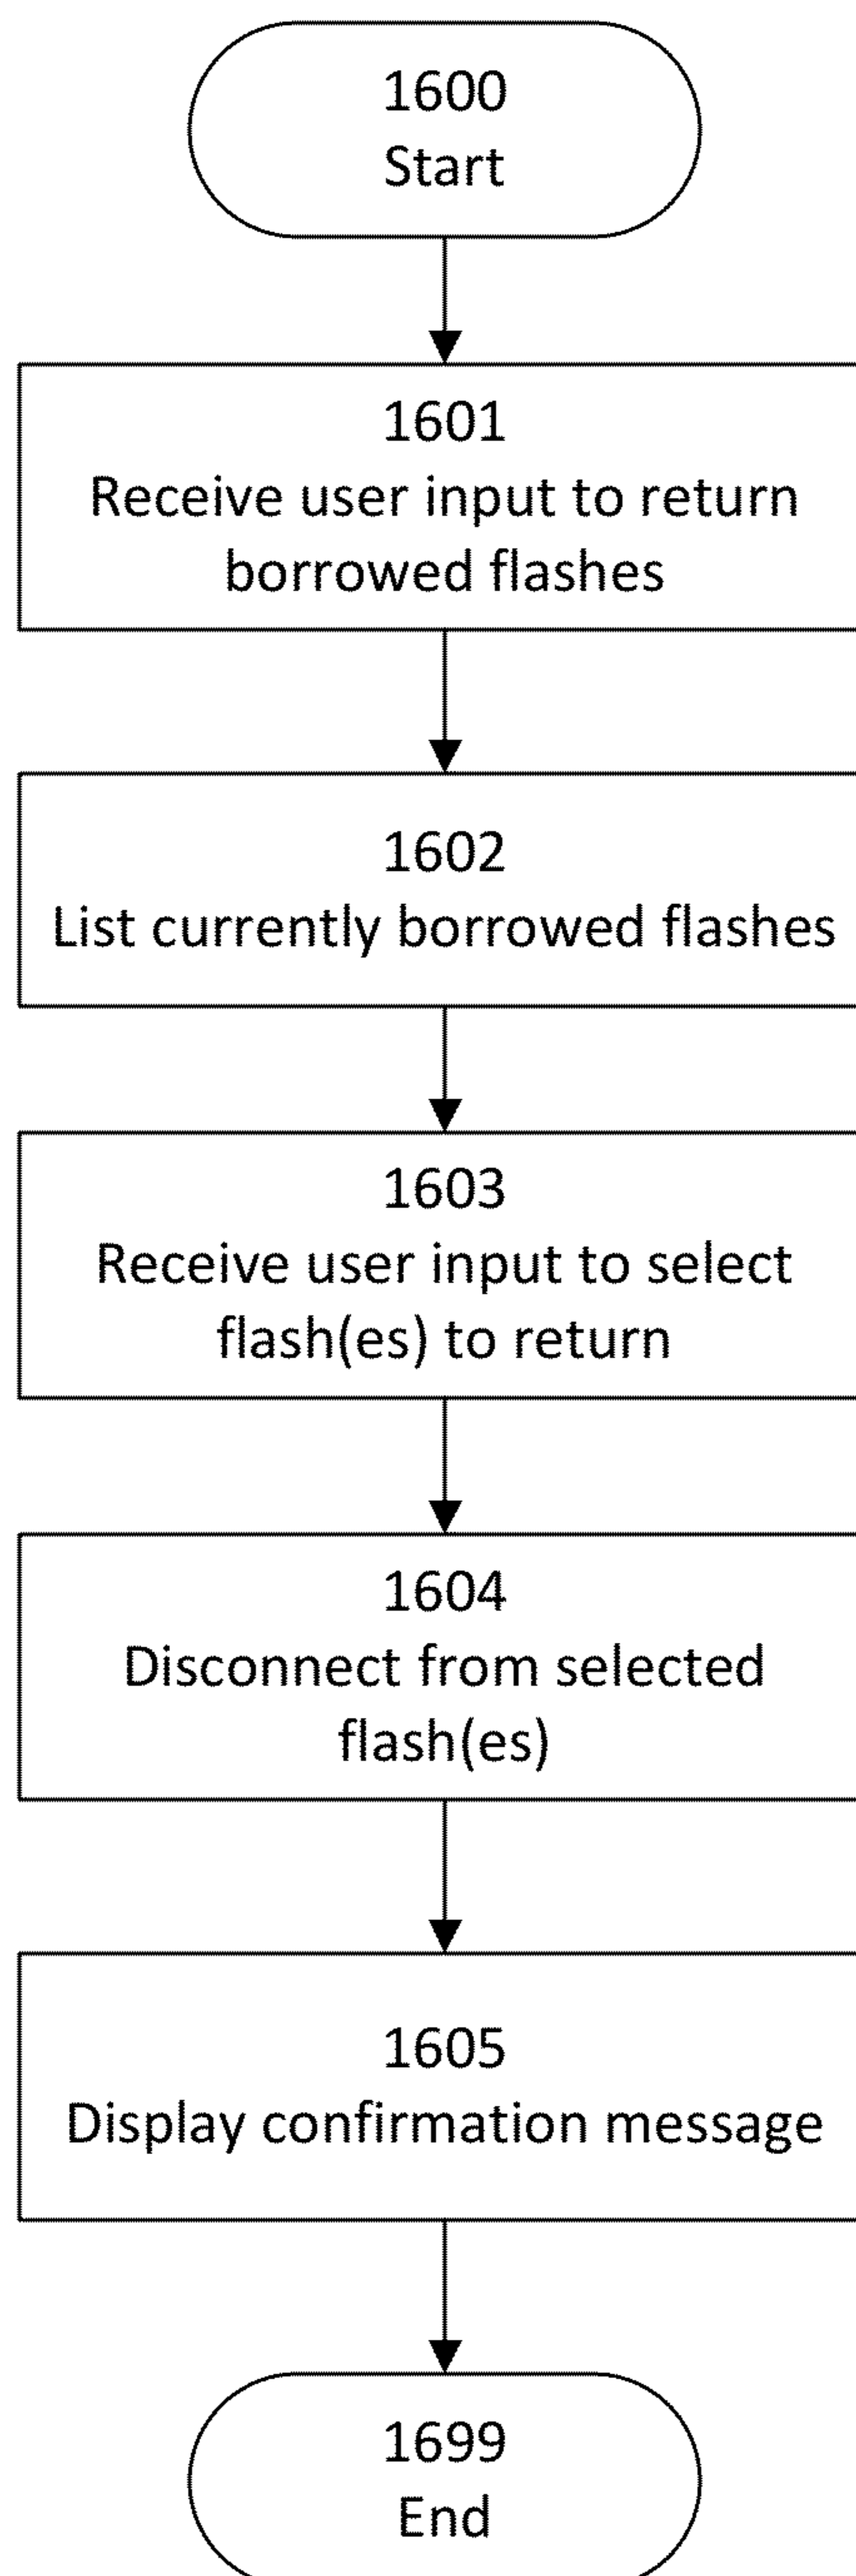 1600
Start
1601
Receive user input to return
borrowed flashes
1602
List currently borrowed flashes
1603
Receive user input to select
flash(es) to return
1604
Disconnect from selected
flash(es)
1605
Display confirmation message
1699
End